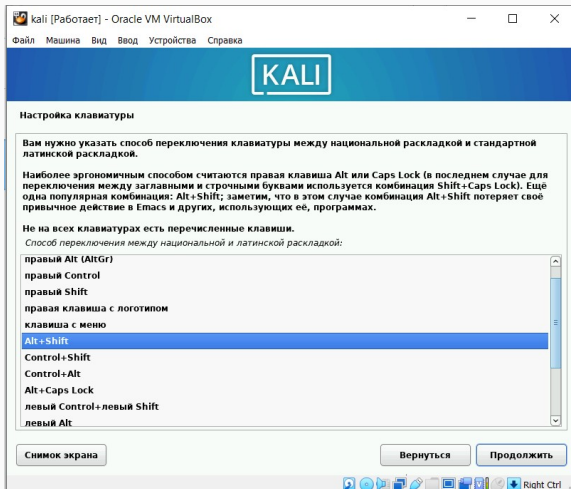 kali [Работает] - Oracle VM VirtualBox
Файл Машина Вид Ввод Устройства Справка
KALI
Настройка клавиатуры
Вам нужно указать способ переключения клавиатуры между национальной раскладкой и стандартной
латинской раскладкой.
Наиболее эргономичным способом считаются правая клавиша Alt или Caps Lock (в последнем случае для
переключения между заглавными и строчными буквами используется комбинация Shift+Caps Lock). Ещё
одна популярная комбинация: Alt+Shift; заметим, что в этом случае комбинация Alt+Shift потеряет своё
привычное действие в Emacs и других, использующих её, программах.
Не на всех клавиатурах есть перечисленные клавиши.
Способ переключения между национальной и латинской раскладкой:
правый Alt (AltGr)
правый Control
правый Shift
правая клавиша с логотипом
клавиша с меню
Alt+Shift
Control+Shift
Control+Alt
Alt+Caps Lock
левый Control+левый Shift
левый Alt
Снимок экрана Вернуться Продолжить
Right Ctrl